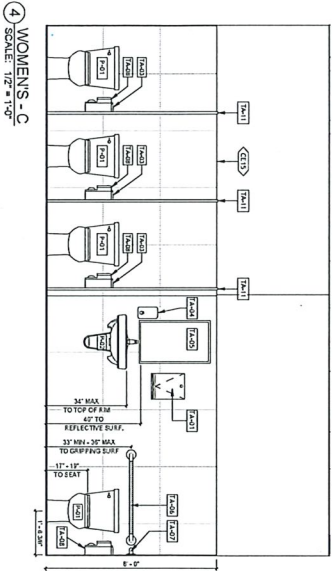 4 WOMEN'S - C
SCALE: 1/2" = 1'-0"
TA-11
CE15
TA-11
TA-11
P-01
TA-08
TA-03
P-01
TA-08
TA-03
P-01
TA-08
TA-03
TA-04
TA-05
P-02
TA-01
34" MAX
TO TOP OF RIM
40" TO
REFLECTIVE SURF.
33" MIN - 36" MAX
TO GRIPPING SURF
17" - 19"
TO SEAT
TA-06
TA-07
P-01
TA-08